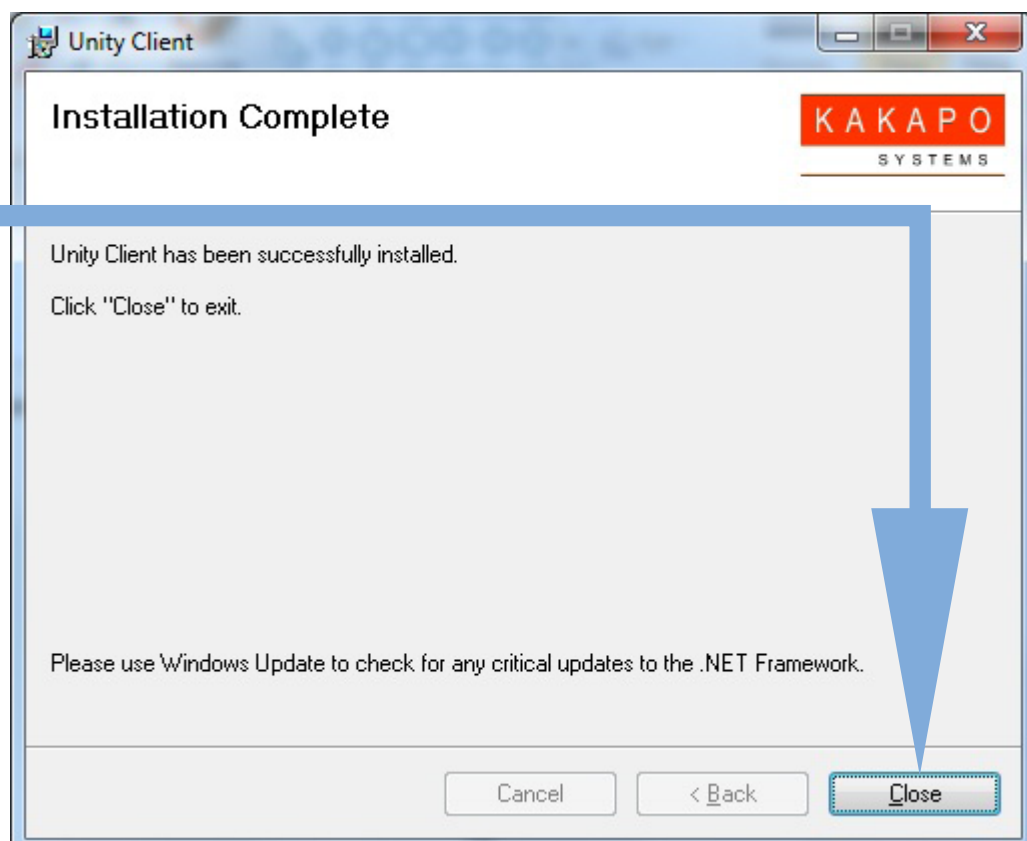 Unity Client
Installation Complete
KAKAPO
SYSTEMS
Unity Client has been successfully installed.
Click "Close" to exit.
Please use Windows Update to check for any critical updates to the .NET Framework.
Cancel
< Back
Close